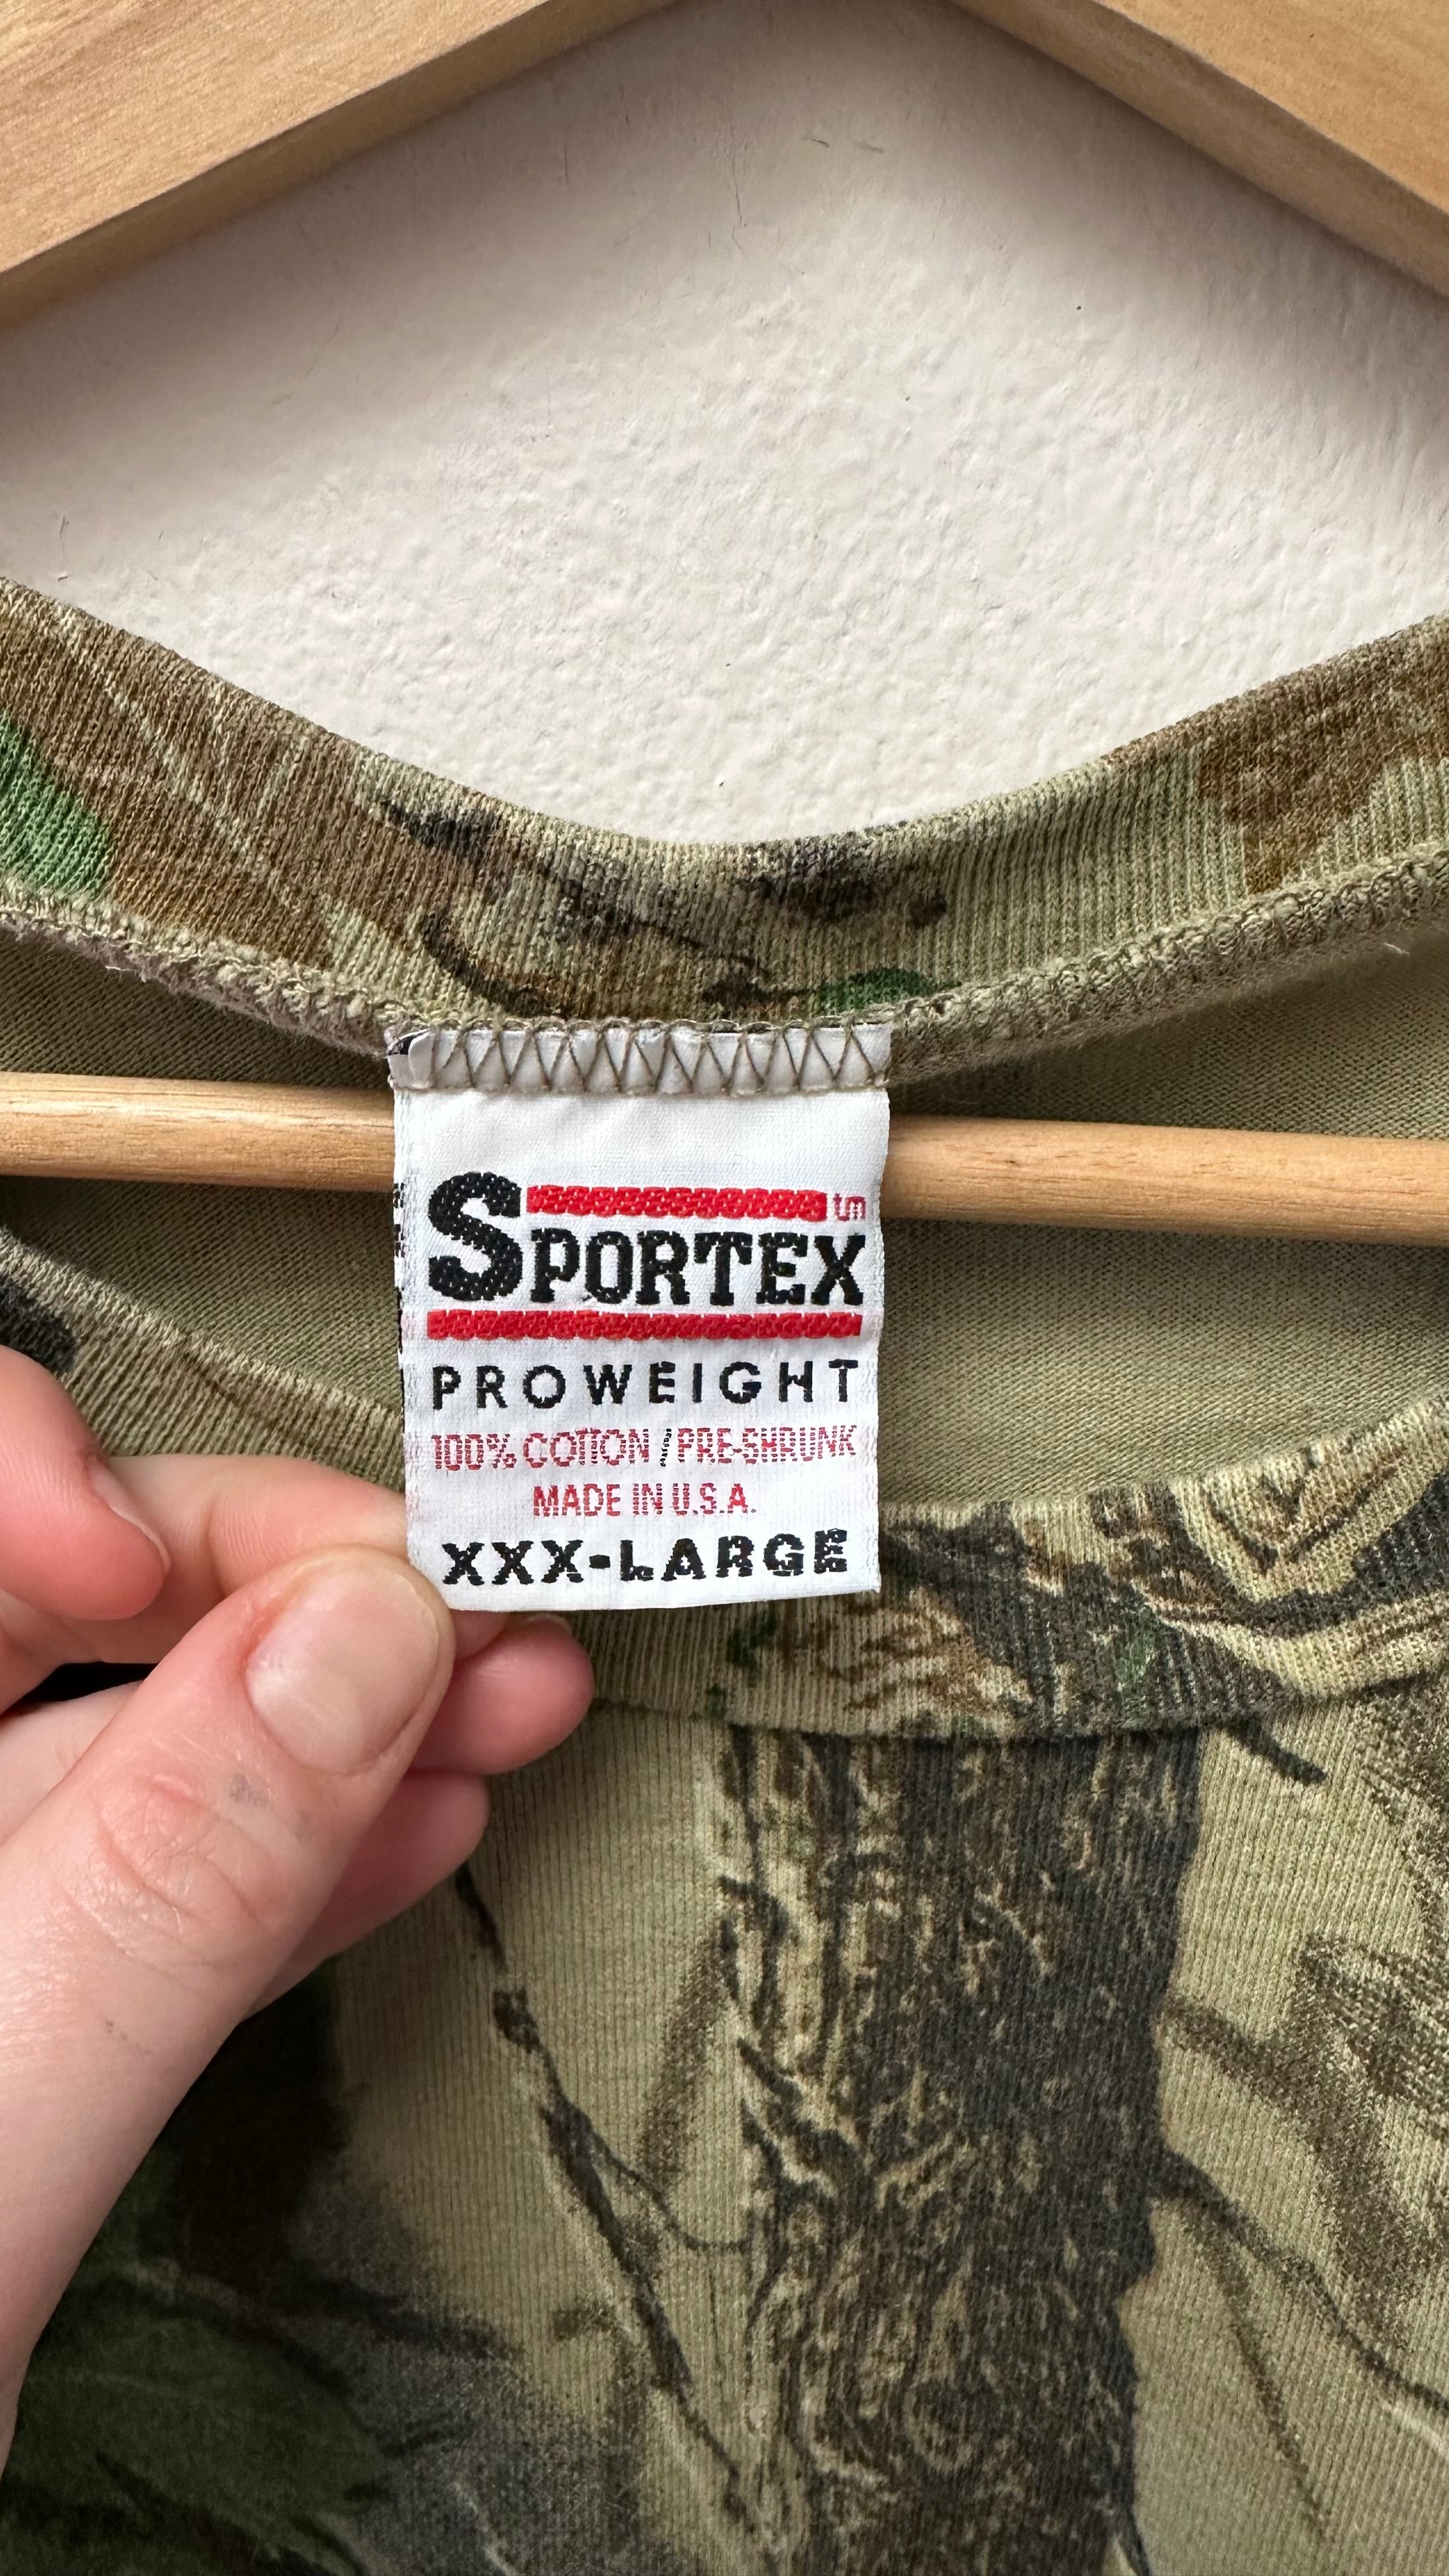 SPORTEX tm
PROWEIGHT
100% COTTON / PRE-SHRUNK
MADE IN U.S.A.
XXX-LARGE